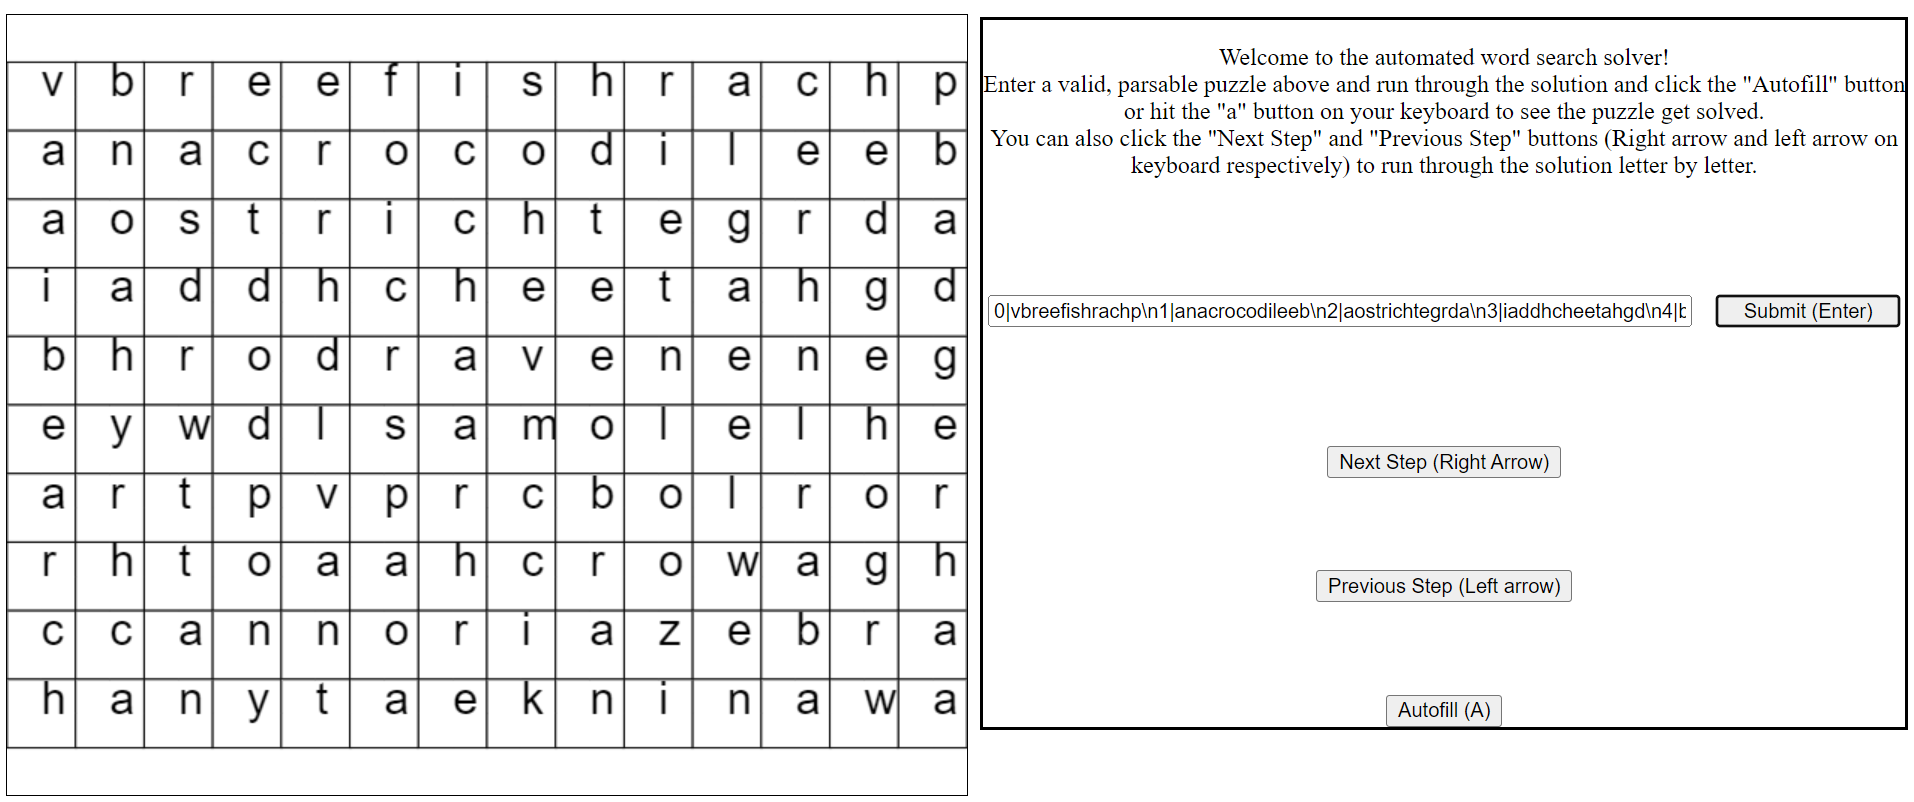 v b r e e f i s h r a c h p
a n a c r o c o d i l e e b
a o s t r i c h t e g r d a
i a d d h c h e e t a h g d
b h r o d r a v e n e n e g
e y w d l s a m o l e l h e
a r t p v p r c b o l r o r
r h t o a a h c r o w a g h
c c a n n o r i a z e b r a
h a n y t a e k n i n a w a
Welcome to the automated word search solver!
Enter a valid, parsable puzzle above and run through the solution and click the "Autofill" button
or hit the "a" button on your keyboard to see the puzzle get solved.
You can also click the "Next Step" and "Previous Step" buttons (Right arrow and left arrow on
keyboard respectively) to run through the solution letter by letter.
0|vbreefishrachp\n1|anacrocodileeb\n2|aostrichtegrda\n3|iaddhcheetahgd\n4|b
Submit (Enter)
Next Step (Right Arrow)
Previous Step (Left arrow)
Autofill (A)